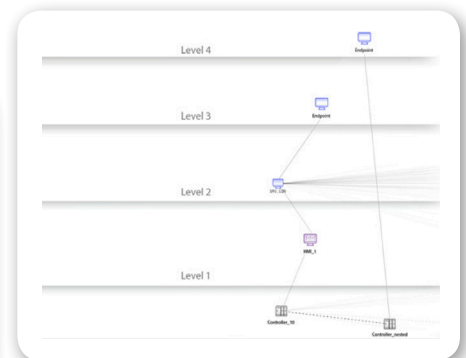 Level 4
Endpoint
Level 3
Endpoint
Level 2
Level 1
HMI_1
Controller_10
Controller_nested